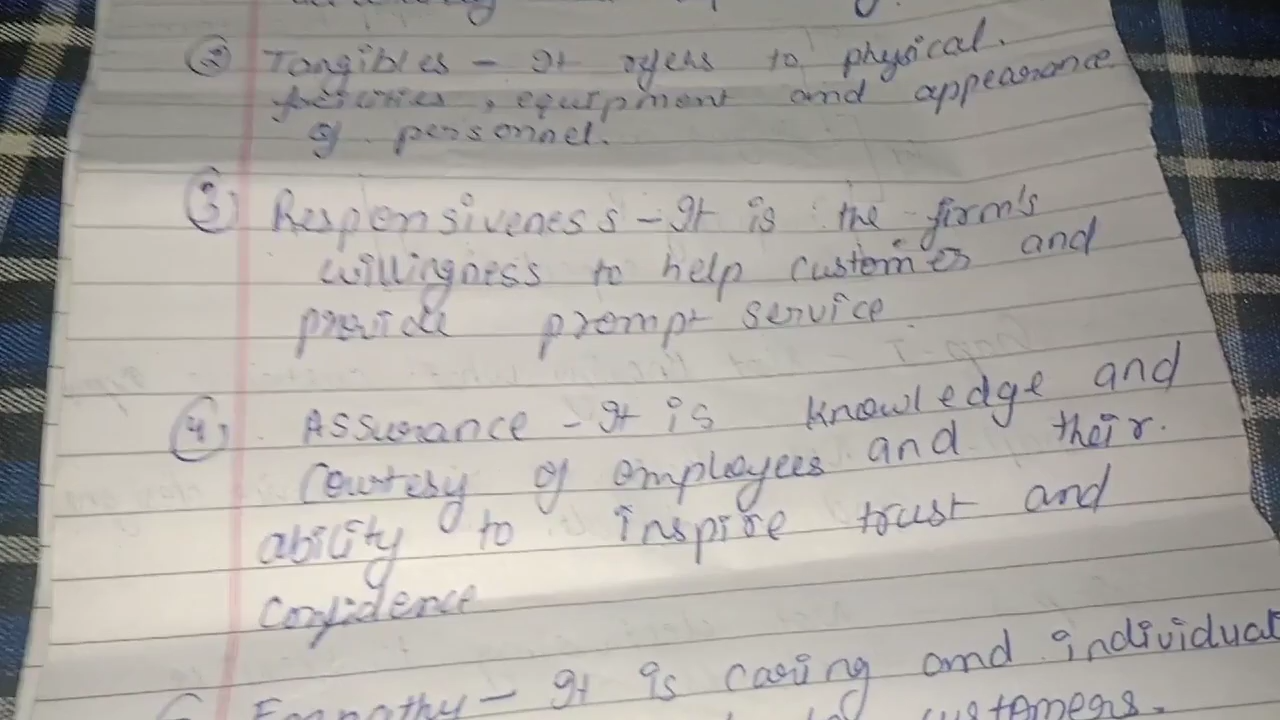 ② Tangibles - It refers to physical.
facilities, equipment and appearance
of personnel.
③ Responsiveness - It is the firm's
willingness to help customers and
provide prompt service
④ Assurance - It is knowledge and
courtesy of employees and their.
ability to inspire trust and
confidence
Empathy - It is caring and individual
customers.